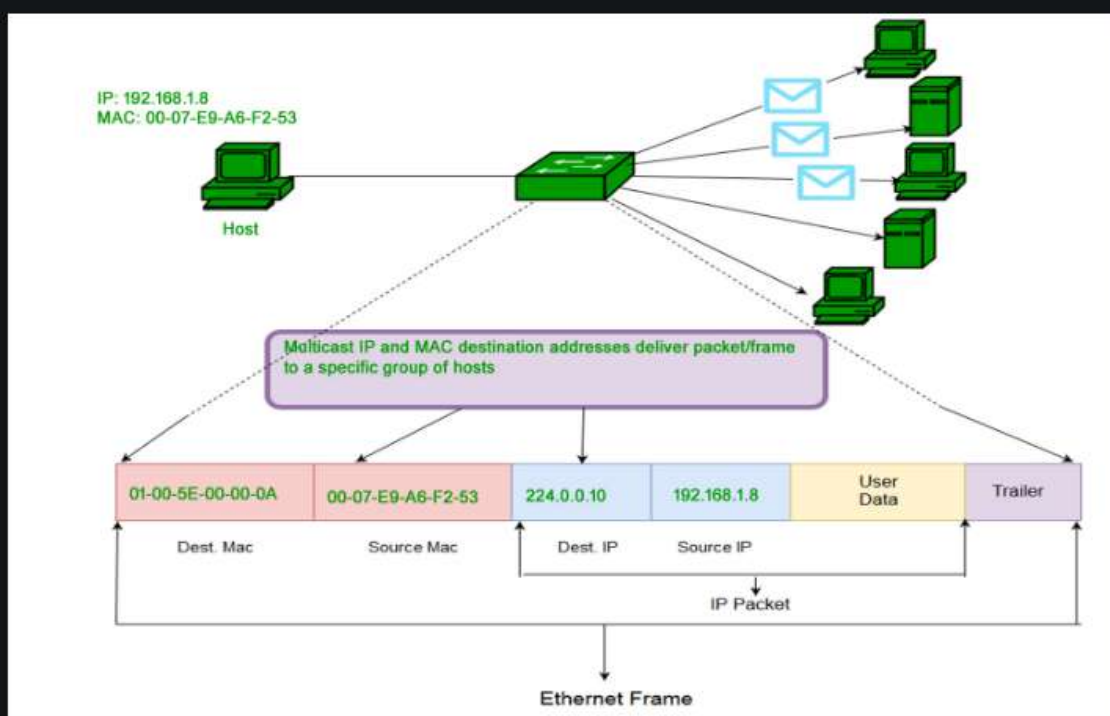 IP: 192.168.1.8
MAC: 00-07-E9-A6-F2-53
Host
Multicast IP and MAC destination addresses deliver packet/frame
to a specific group of hosts
01-00-5E-00-00-0A
00-07-E9-A6-F2-53
224.0.0.10
192.168.1.8
User
Data
Trailer
Dest. Mac
Source Mac
Dest. IP
Source IP
IP Packet
Ethernet Frame